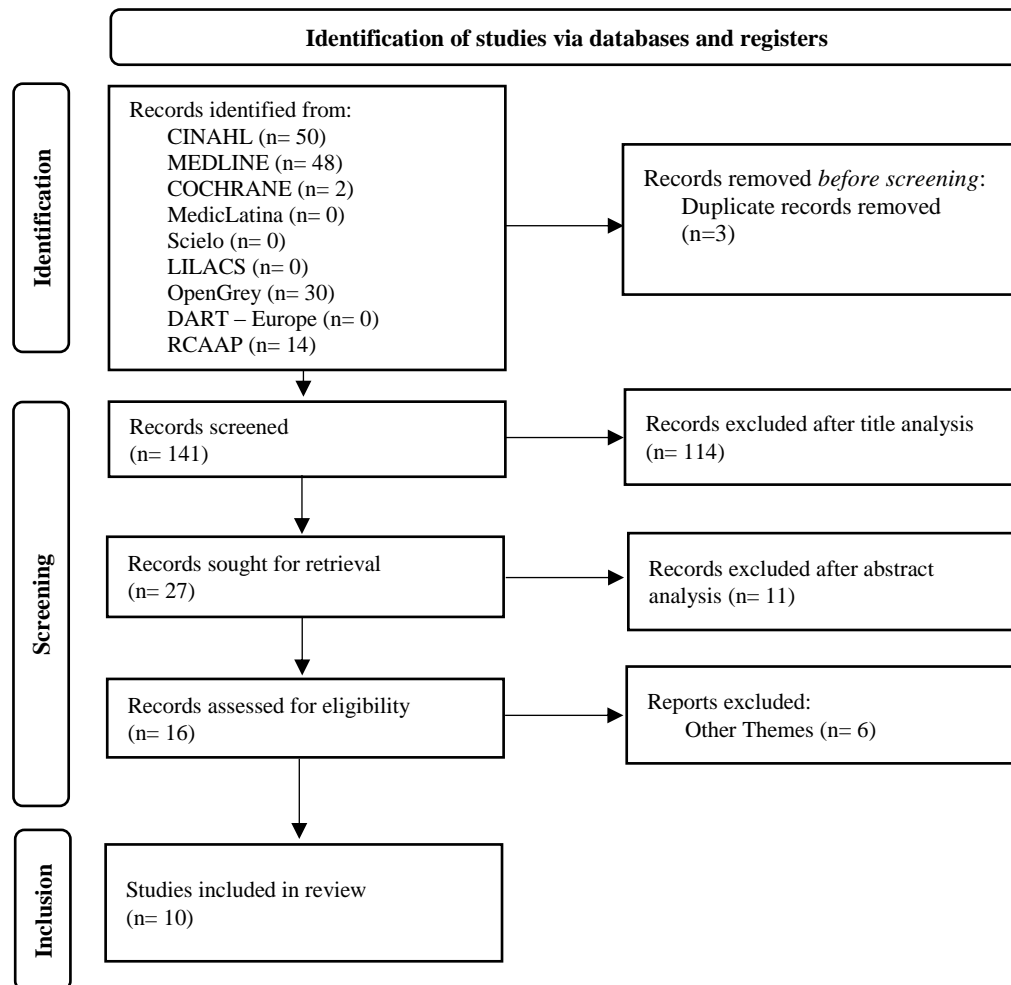 Identification of studies via databases and registers
Identification
Records identified from:
CINAHL (n= 50)
MEDLINE (n= 48)
COCHRANE (n= 2)
MedicLatina (n= 0)
Scielo (n= 0)
LILACS (n= 0)
OpenGrey (n= 30)
DART – Europe (n= 0)
RCAAP (n= 14)
Records removed before screening:
Duplicate records removed
(n=3)
Screening
Records screened
(n= 141)
Records excluded after title analysis
(n= 114)
Records sought for retrieval
(n= 27)
Records excluded after abstract
analysis (n= 11)
Records assessed for eligibility
(n= 16)
Reports excluded:
Other Themes (n= 6)
Inclusion
Studies included in review
(n= 10)